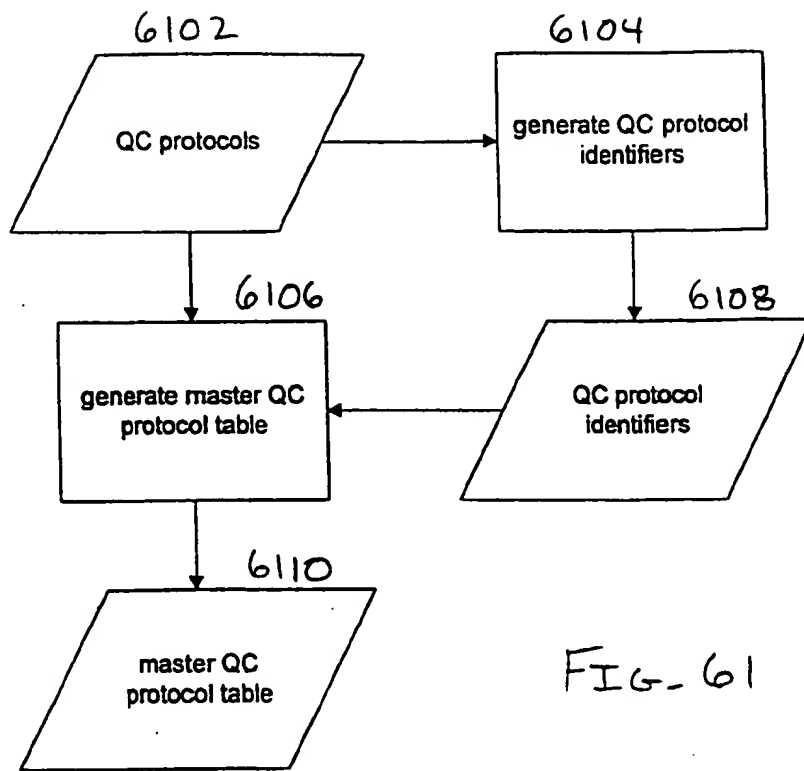 6102
6104
QC protocols
generate QC protocol
identifiers
6106
6108
generate master QC
protocol table
QC protocol
identifiers
6110
master QC
protocol table
FIG. 61